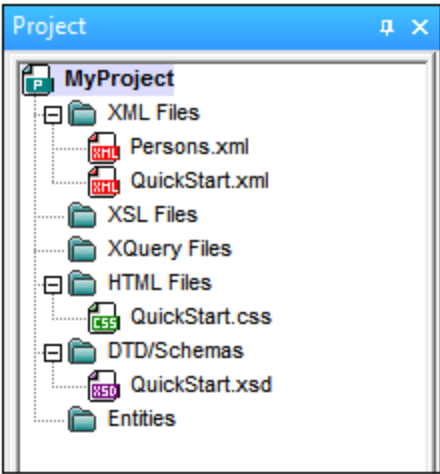 Project
MyProject
XML Files
Persons.xml
QuickStart.xml
XSL Files
XQuery Files
HTML Files
QuickStart.css
DTD/Schemas
QuickStart.xsd
Entities